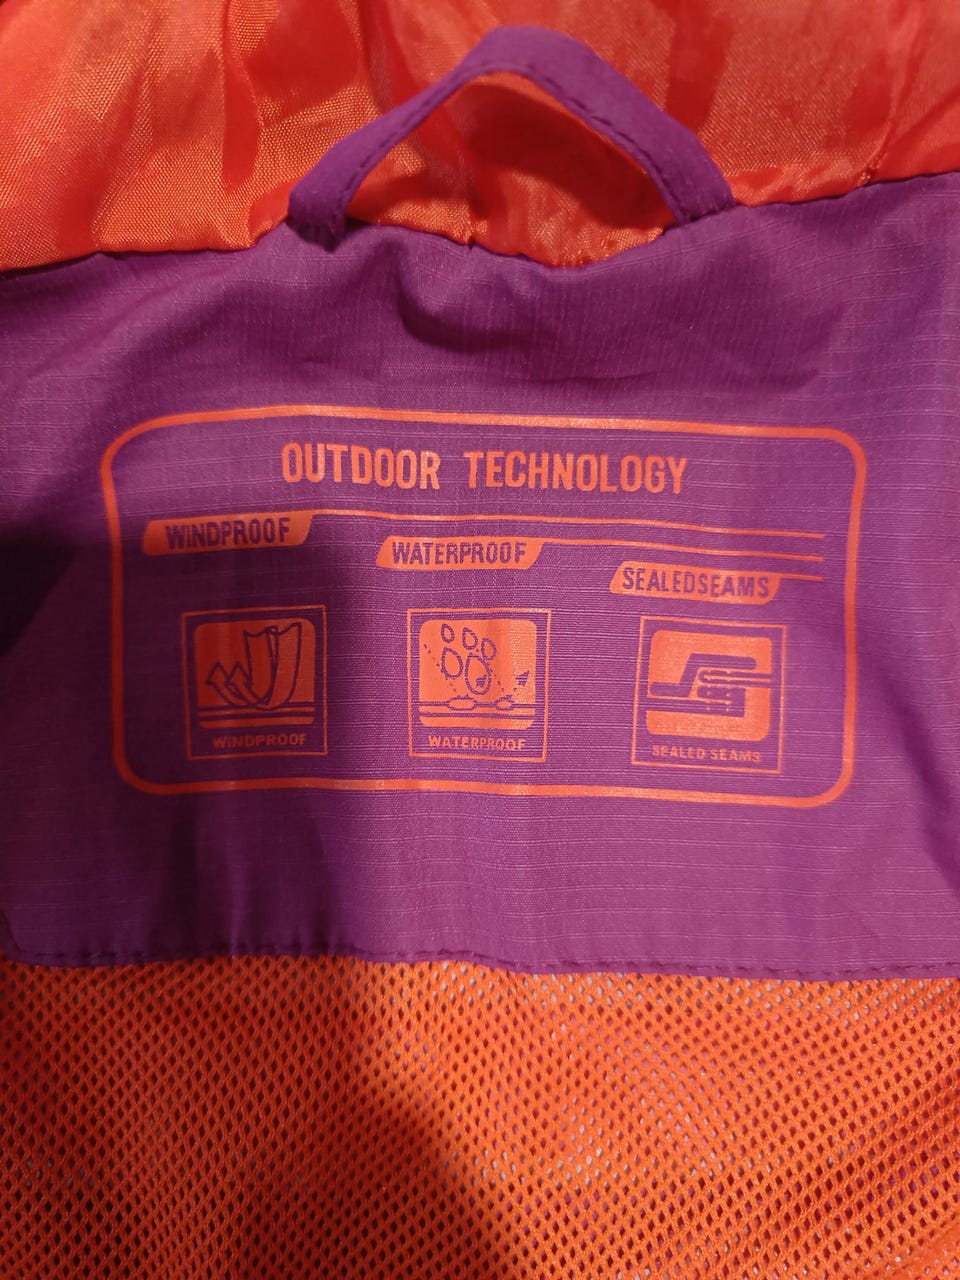 OUTDOOR TECHNOLOGY
WINDPROOF
WATERPROOF
SEALEDSEAMS
WINDPROOF
WATERPROOF
SEALED SEAMS